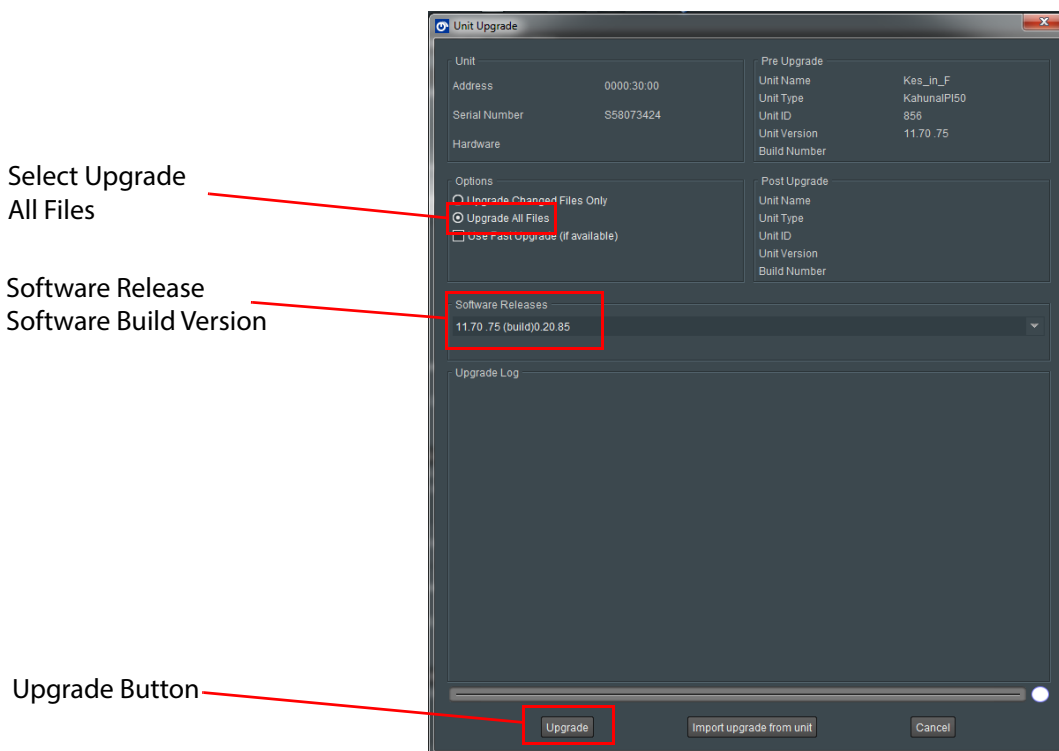 Unit Upgrade
x
Unit
Address 0000:30:00
Serial Number S58073424
Hardware
Pre Upgrade
Unit Name Kes_in_F
Unit Type KahunaIPI50
Unit ID 856
Unit Version 11.70 .75
Build Number
Select Upgrade
All Files
Options
Upgrade Changed Files Only
Upgrade All Files
Use Fast Upgrade (if available)
Post Upgrade
Unit Name
Unit Type
Unit ID
Unit Version
Build Number
Software Release
Software Build Version
Software Releases
11.70 .75 (build)0.20.85
Upgrade Log
Upgrade Button
Upgrade
Import upgrade from unit
Cancel